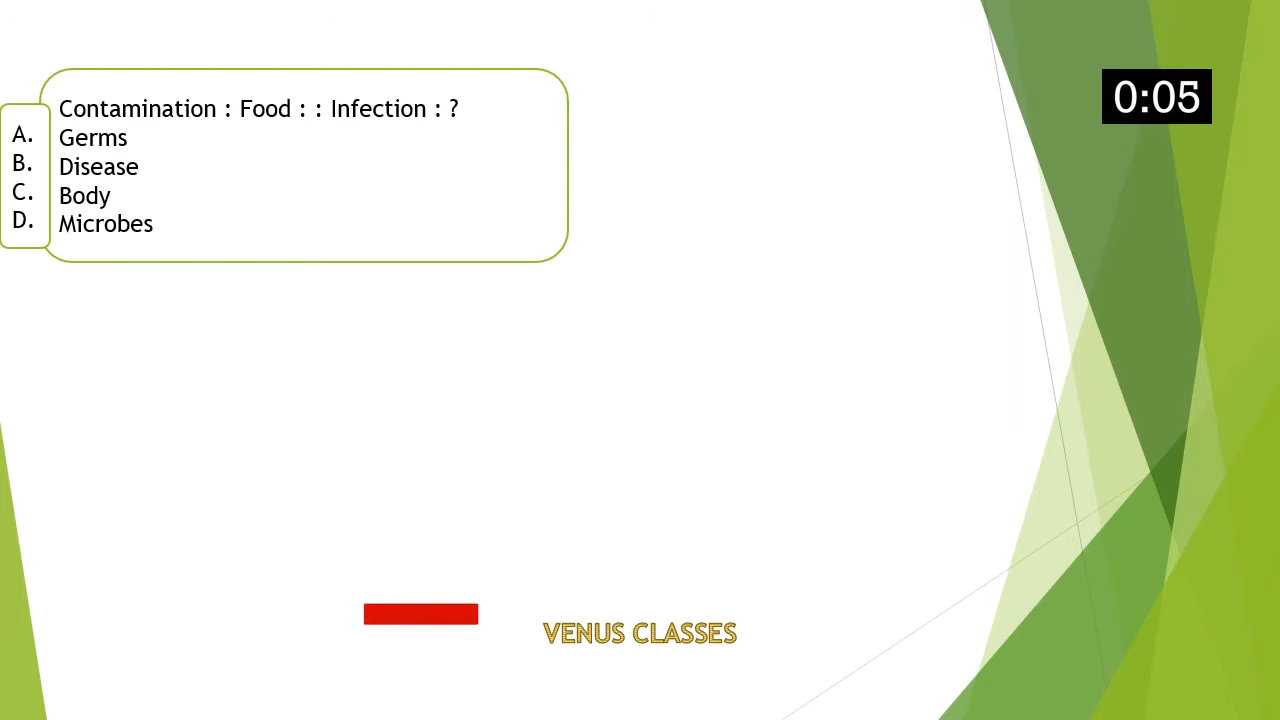 Contamination : Food : : Infection : ?
A. Germs
B. Disease
C. Body
D. Microbes
0:05
VENUS CLASSES